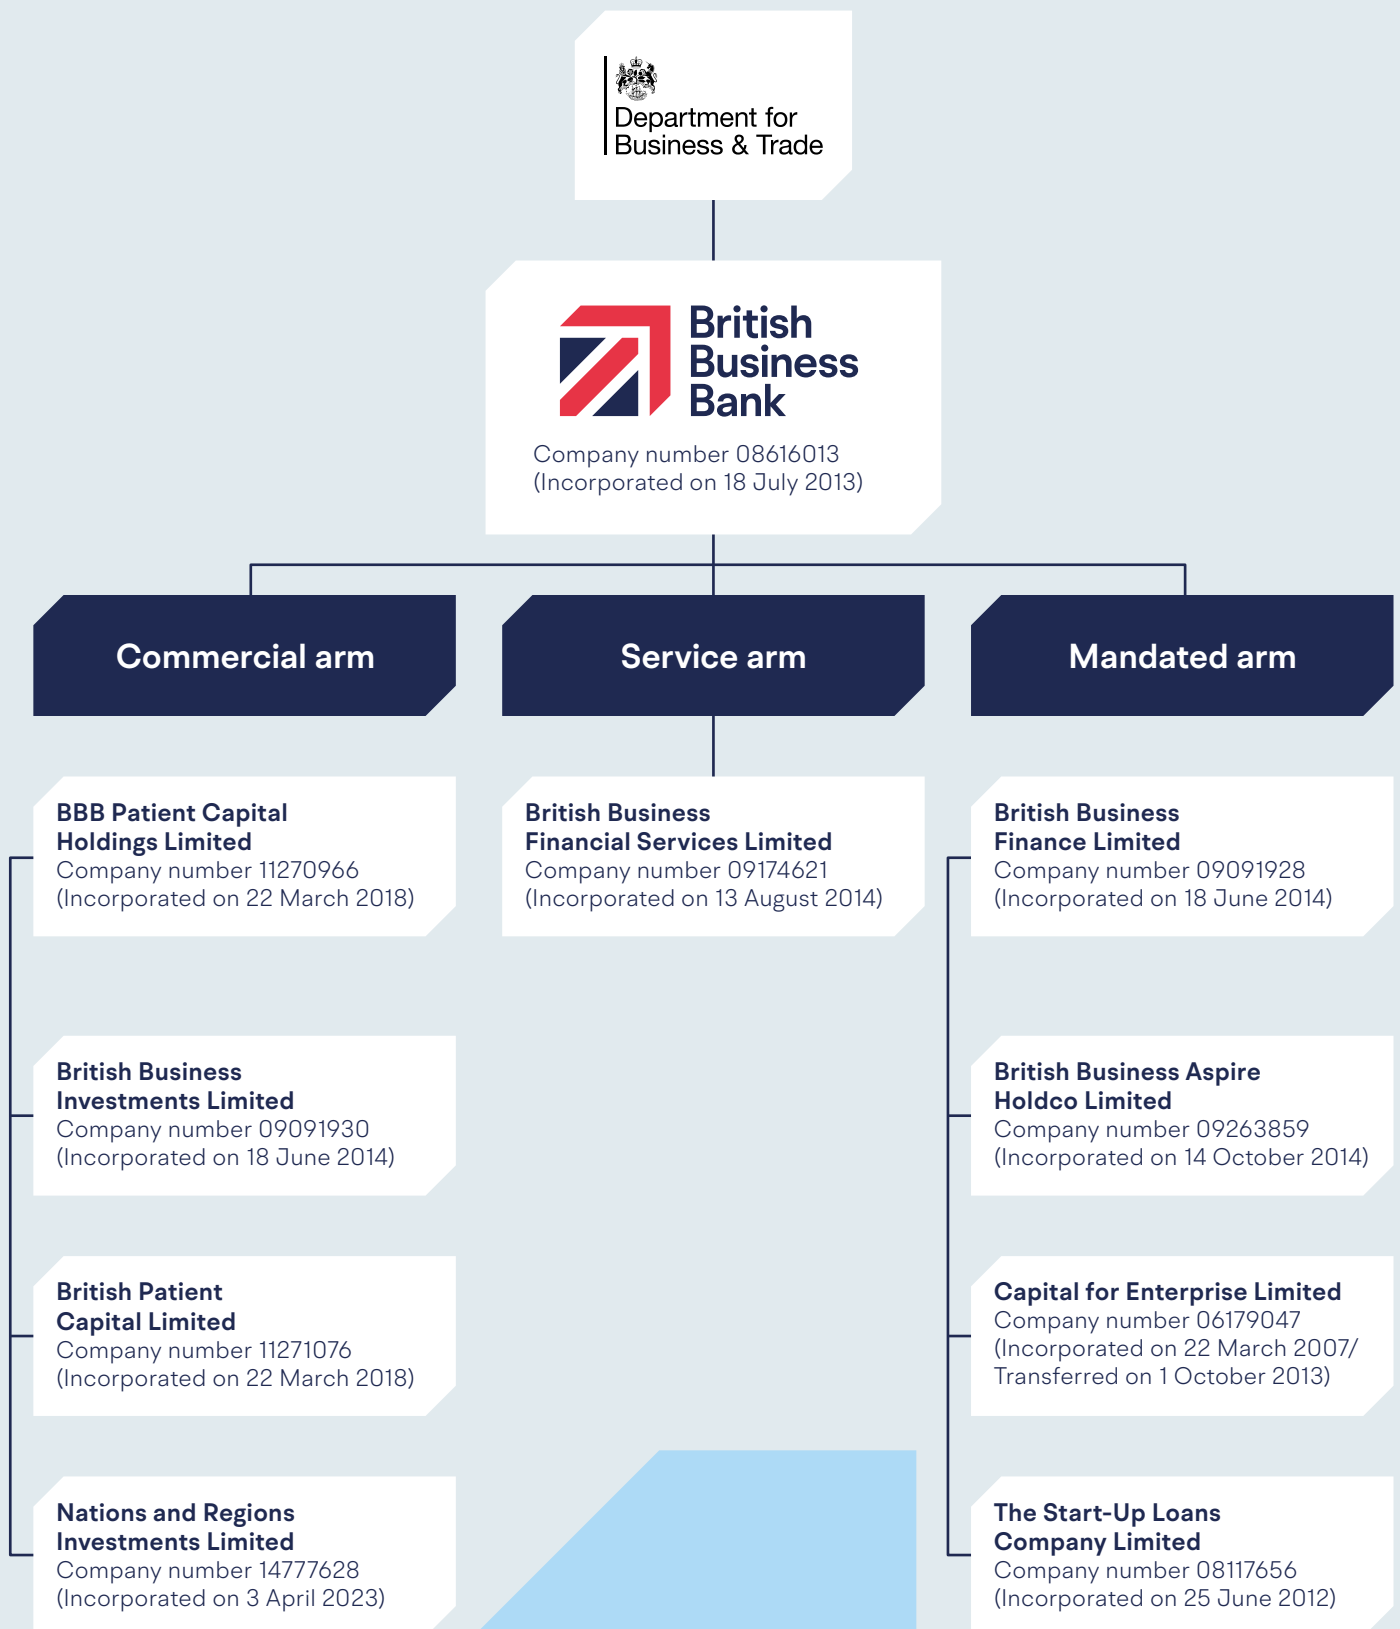 Department for
Business & Trade
British
Business
Bank
Company number 08616013
(Incorporated on 18 July 2013)
Commercial arm
Service arm
Mandated arm
BBB Patient Capital
Holdings Limited
Company number 11270966
(Incorporated on 22 March 2018)
British Business
Financial Services Limited
Company number 09174621
(Incorporated on 13 August 2014)
British Business
Finance Limited
Company number 09091928
(Incorporated on 18 June 2014)
British Business
Investments Limited
Company number 09091930
(Incorporated on 18 June 2014)
British Business Aspire
Holdco Limited
Company number 09263859
(Incorporated on 14 October 2014)
British Patient
Capital Limited
Company number 11271076
(Incorporated on 22 March 2018)
Capital for Enterprise Limited
Company number 06179047
(Incorporated on 22 March 2007/
Transferred on 1 October 2013)
Nations and Regions
Investments Limited
Company number 14777628
(Incorporated on 3 April 2023)
The Start-Up Loans
Company Limited
Company number 08117656
(Incorporated on 25 June 2012)